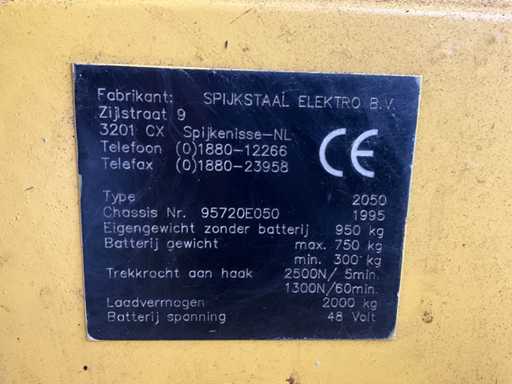 Fabrikant: SPIJKSTAAL ELEKTRO B.V.
Zijlstraat 9
3201 CX Spijkenisse-NL
Telefoon (0)1880-12266
Telefax (0)1880-23958
CE
Type 2050
Chassis Nr. 95720E050 1995
Eigengewicht zonder batterij 950 kg
Batterij gewicht max. 750 kg
min. 300 kg
Trekkrocht aan haak 2500N/ 5min.
1300N/60min.
Laadvermogen 2000 kg
Batterij spanning 48 Volt